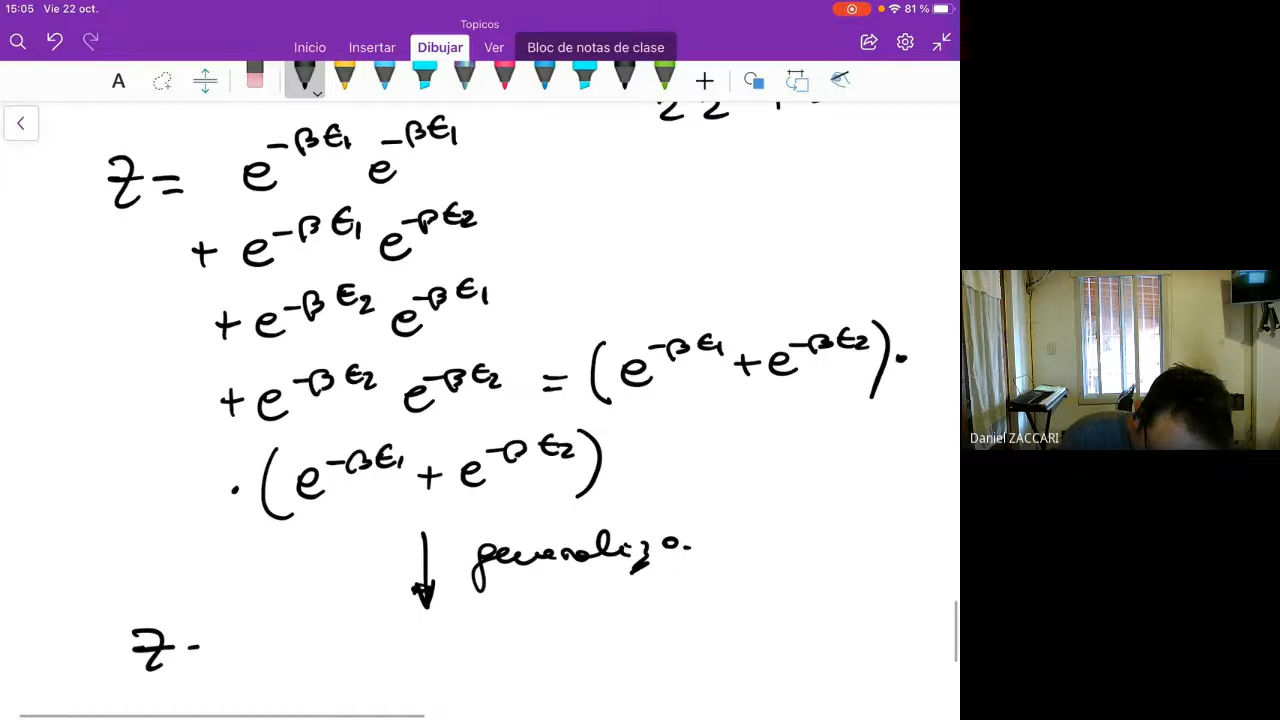 15:05 Vie 22 oct.
81 %
Topicos
Inicio Insertar Dibujar Ver Bloc de notas de clase
A
Z = e^{-βϵ₁} e^{-βϵ₁}
+ e^{-βϵ₁} e^{-βϵ₂}
+ e^{-βϵ₂} e^{-βϵ₁}
+ e^{-βϵ₂} e^{-βϵ₂} = (e^{-βϵ₁} + e^{-βϵ₂}) ·
· (e^{-βϵ₁} + e^{-βϵ₂})
↓ generalizo.
Z -
Daniel ZACCARI